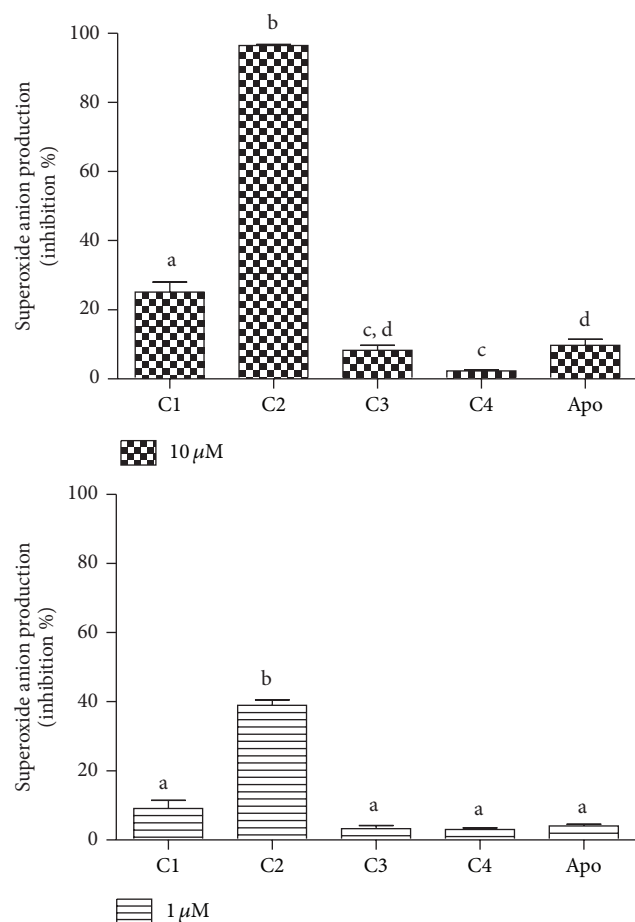 100
80
60
40
20
0
Superoxide anion production
(inhibition %)
a
b
c, d
c
d
C1 C2 C3 C4 Apo
10 μM
100
80
60
40
20
0
Superoxide anion production
(inhibition %)
a
b
a
a
a
C1 C2 C3 C4 Apo
1 μM